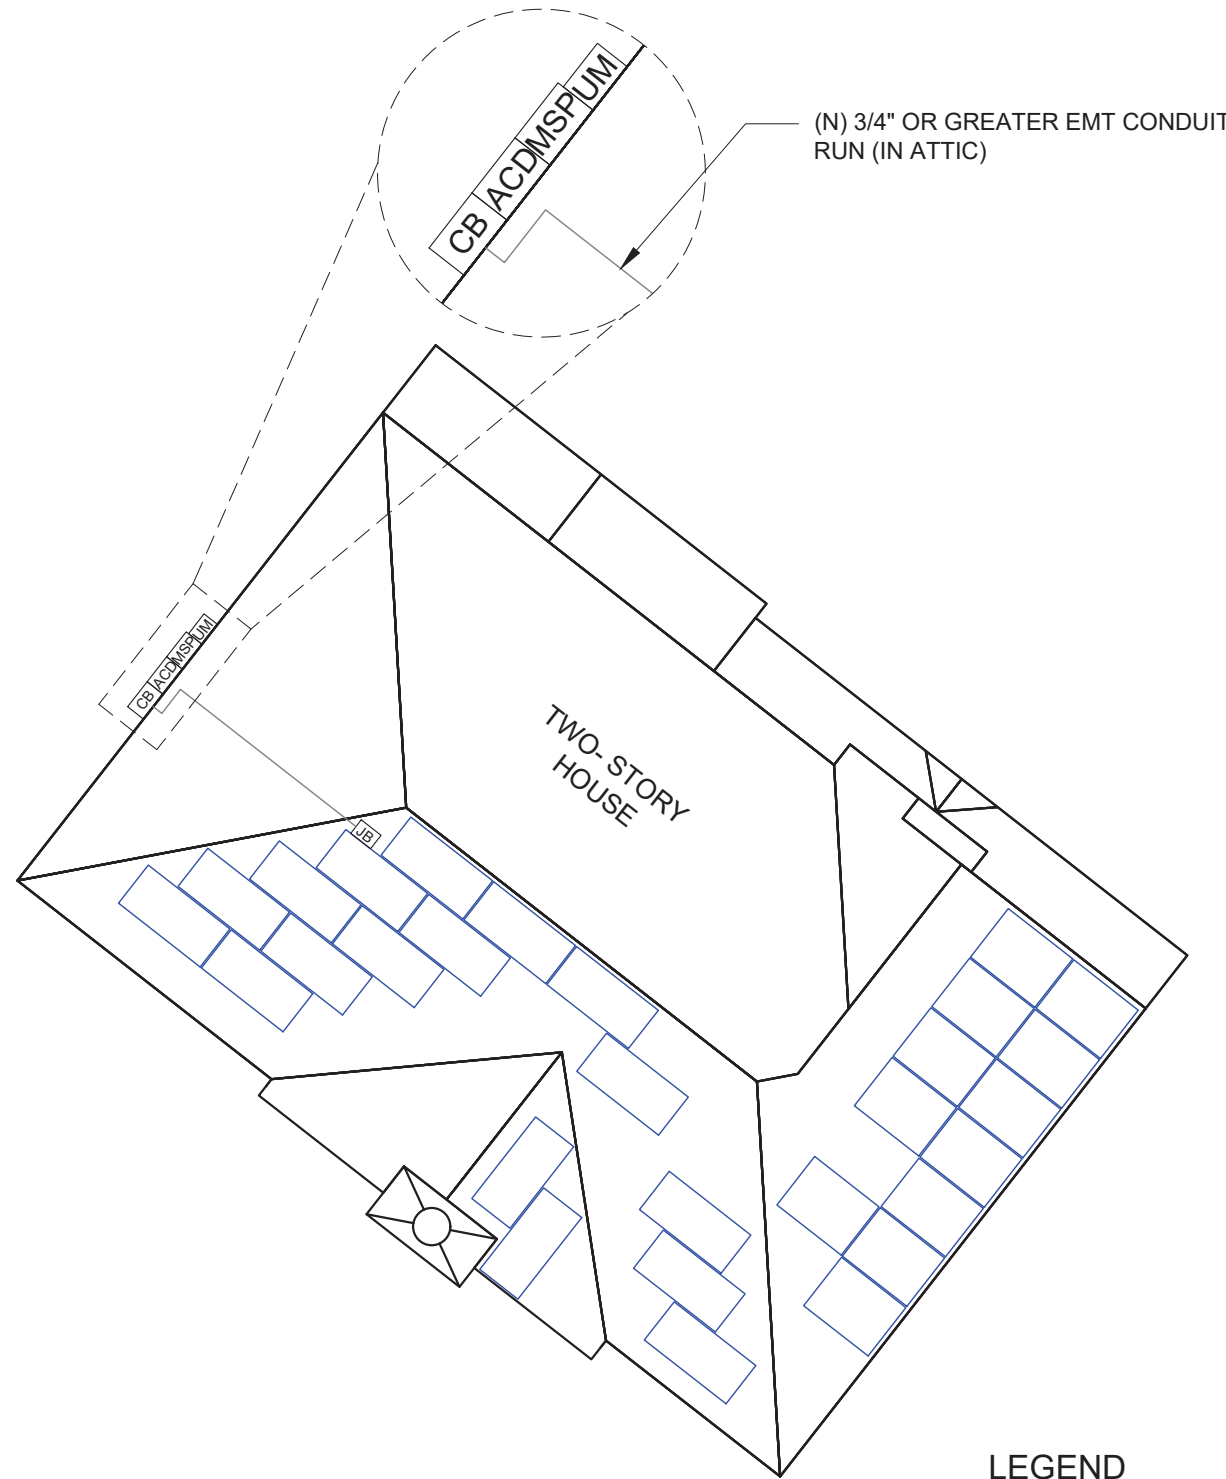 UM
MSP
ACD
CB
(N) 3/4" OR GREATER EMT CONDUIT
RUN (IN ATTIC)
UM
MSP
ACD
CB
TWO- STORY
HOUSE
JB
LEGEND